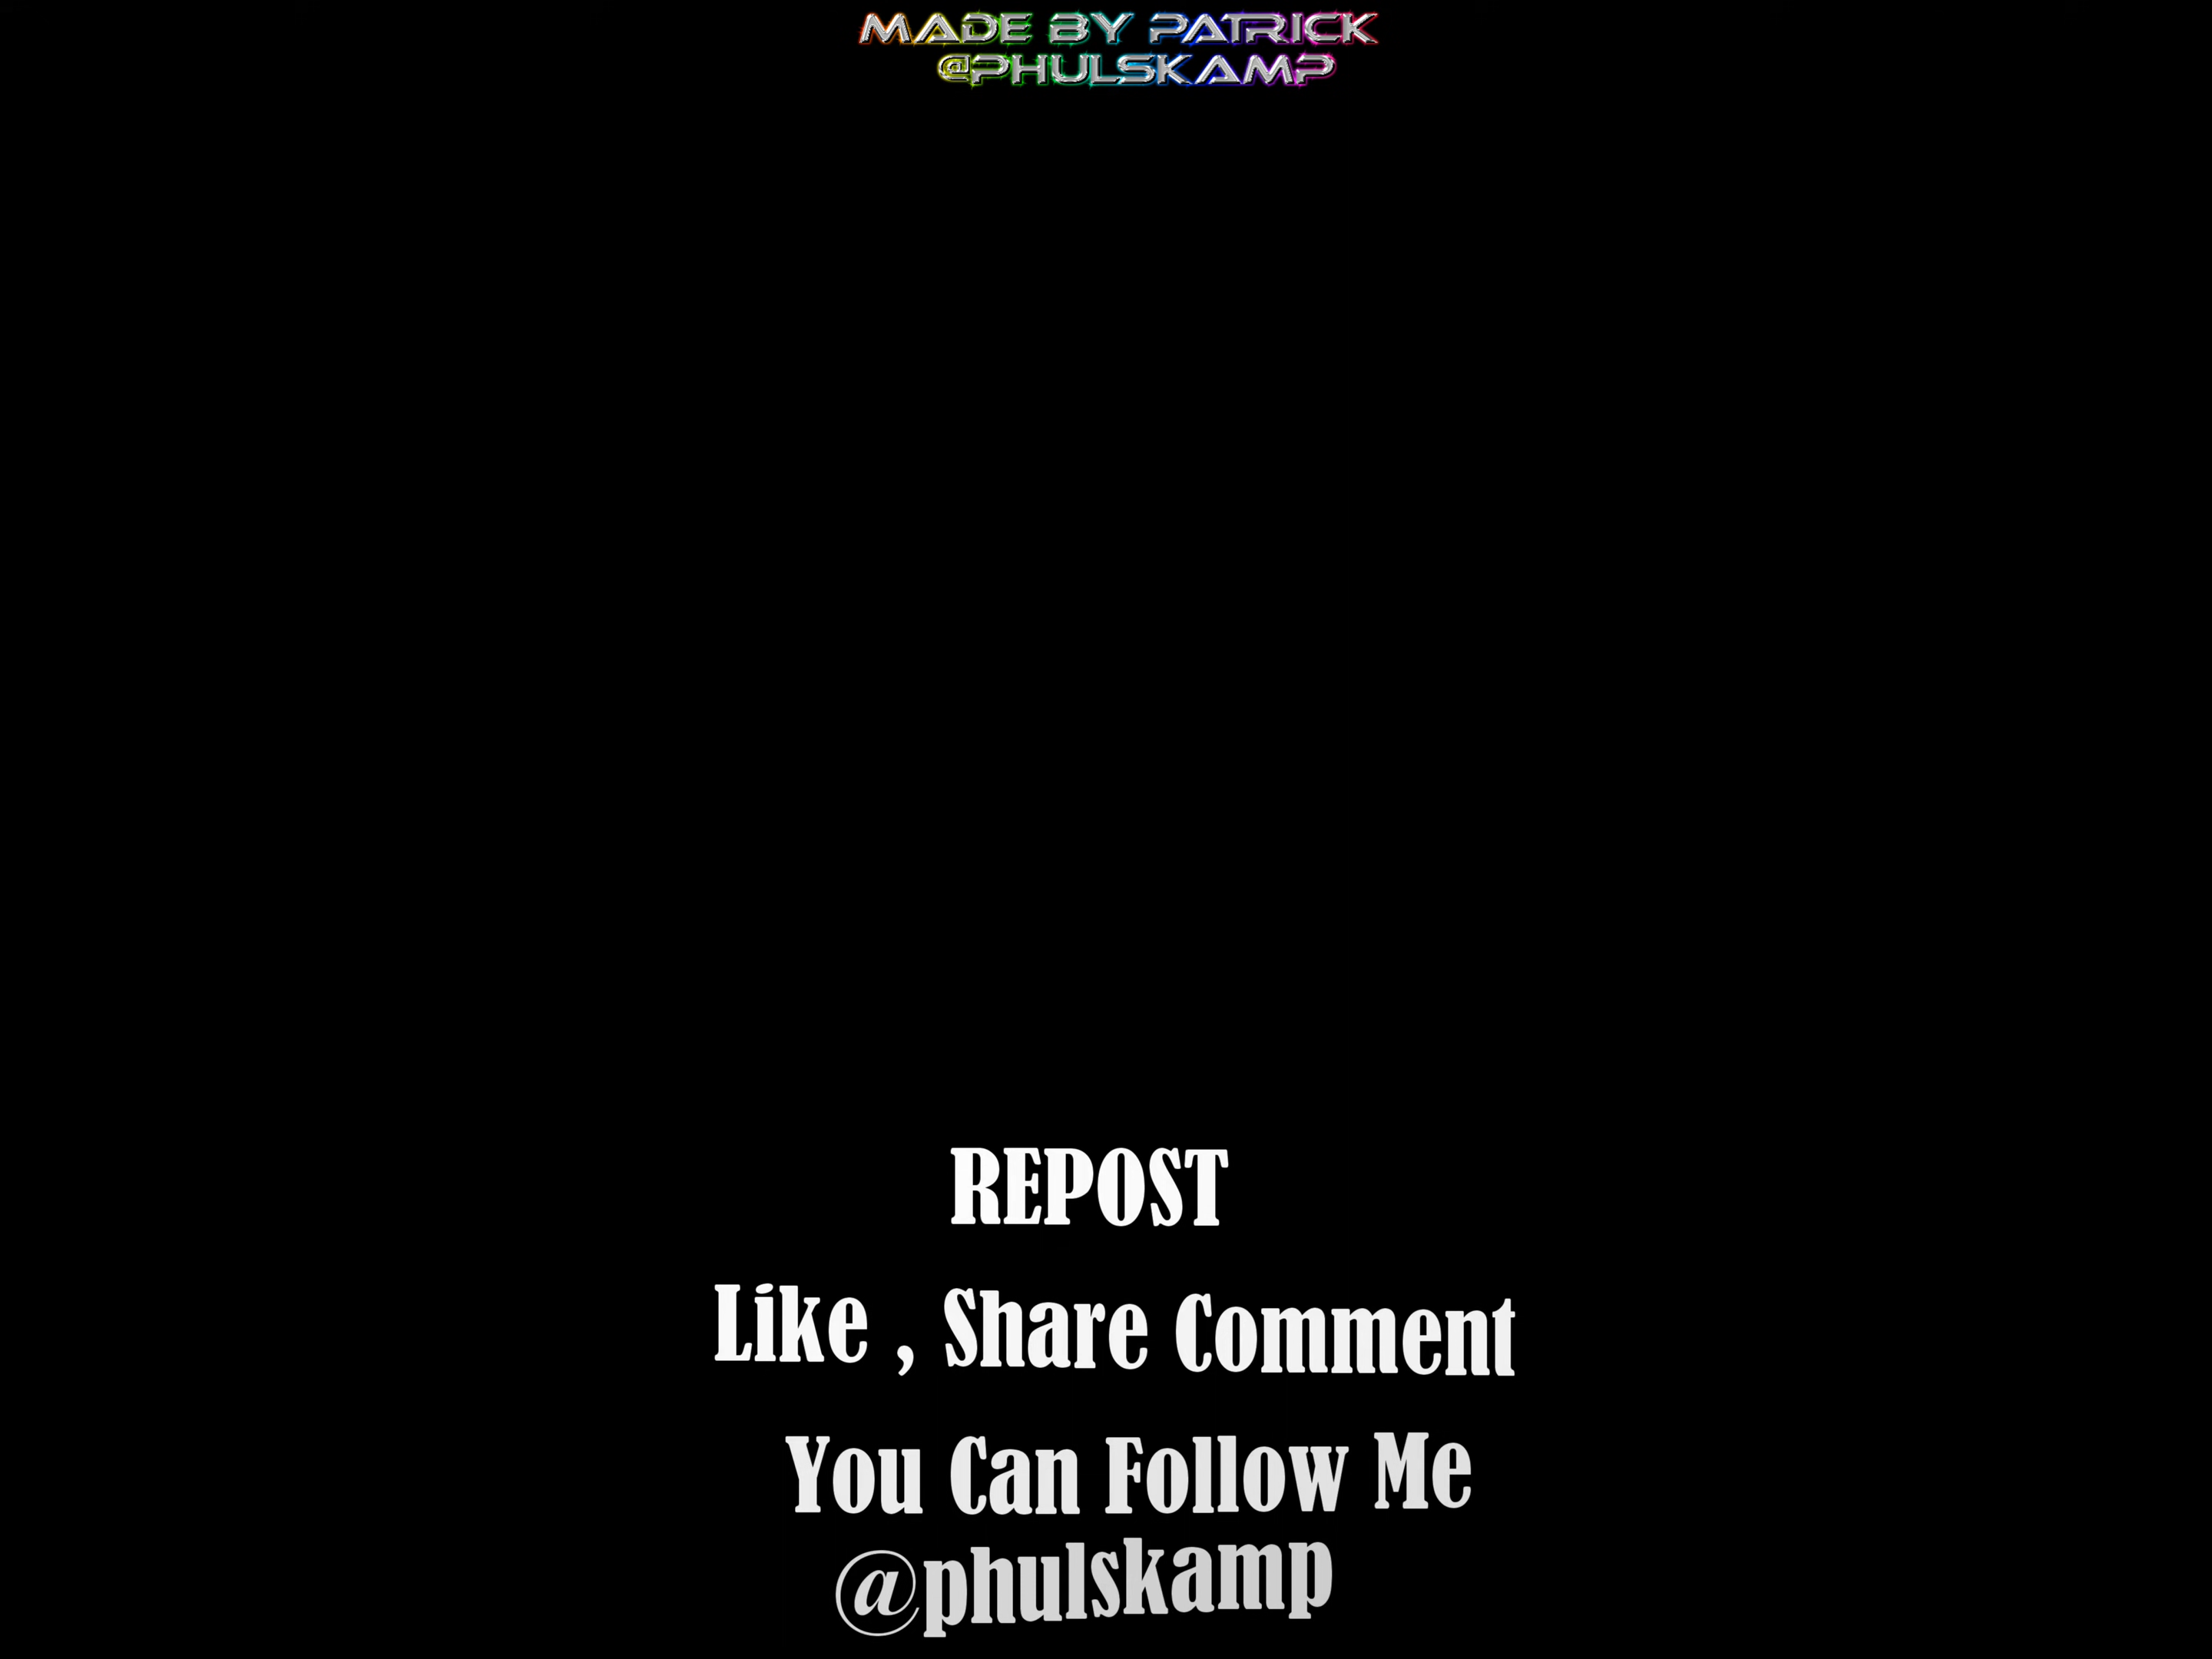 MADE BY PATRICK
@PHULSKAMP
REPOST
Like , Share Comment
You Can Follow Me
@phulskamp